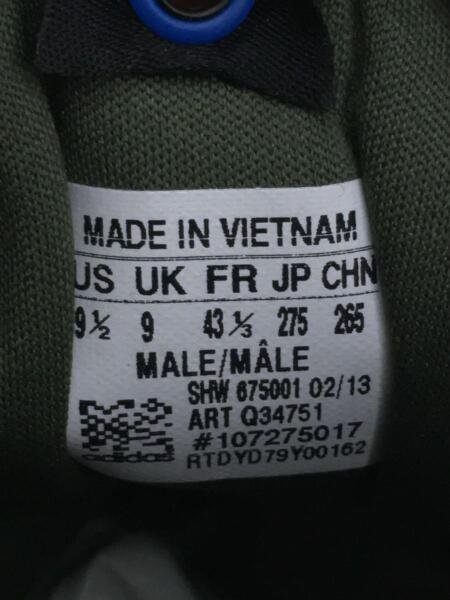 MADE IN VIETNAM
US UK FR JP CHN
9½ 9 43⅓ 275 265
MALE/MÂLE
SHW 675001 02/13
ART Q34751
#107275017
adidas RTDYD79Y00162